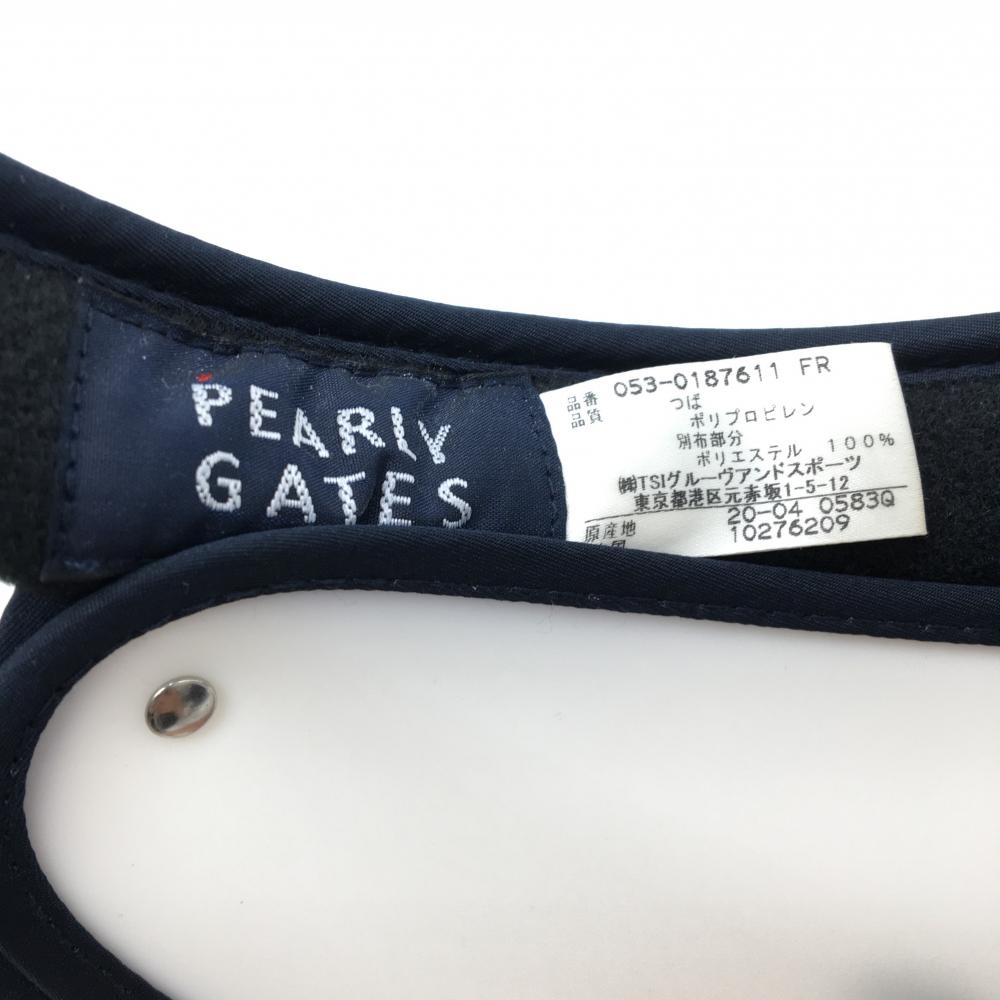 PEARLY
GATES
品番 053-0187611 FR
品質 つば
ポリプロピレン
別布部分
ポリエステル 100%
㈱TSIグルーヴアンドスポーツ
東京都港区元赤坂1-5-12
20-04 0583Q
原産地 10276209